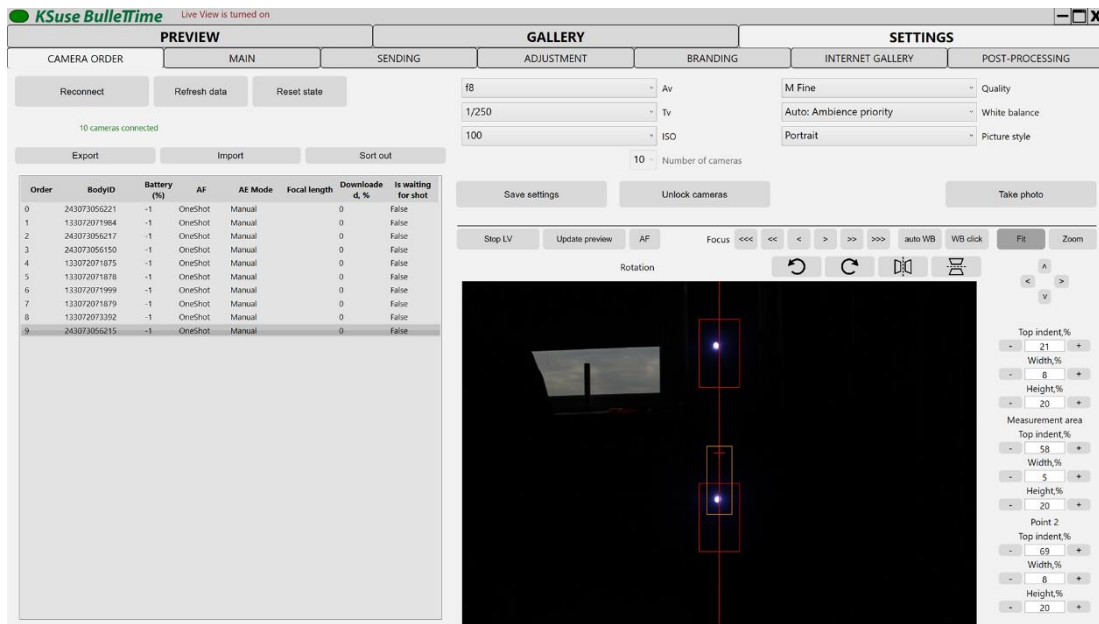 KSuse BulleTTime Live View is turned on
PREVIEW GALLERY SETTINGS
CAMERA ORDER MAIN SENDING ADJUSTMENT BRANDING INTERNET GALLERY POST-PROCESSING
Reconnect Refresh data Reset state
10 cameras connected
Export Import Sort out
Order BodyID Battery (%) AF AE Mode Focal length Downloade d, % Is waiting for shot
0 243073056221 -1 OneShot Manual 0 False
1 133072071984 -1 OneShot Manual 0 False
2 243073056217 -1 OneShot Manual 0 False
3 243073056150 -1 OneShot Manual 0 False
4 133072071875 -1 OneShot Manual 0 False
5 133072071878 -1 OneShot Manual 0 False
6 133072071999 -1 OneShot Manual 0 False
7 133072071879 -1 OneShot Manual 0 False
8 133072073392 -1 OneShot Manual 0 False
9 243073056215 -1 OneShot Manual 0 False
f8 Av M Fine Quality
1/250 Tv Auto: Ambience priority White balance
100 ISO Portrait Picture style
10 Number of cameras
Save settings Unlock cameras Take photo
Stop LV Update preview AF Focus <<< << < > >> >>> auto WB WB click Fit Zoom
Rotation
Top indent,%
- 21 +
Width,%
- 8 +
Height,%
- 20 +
Measurement area
Top indent,%
- 58 +
Width,%
- 5 +
Height,%
- 20 +
Point 2
Top indent,%
- 69 +
Width,%
- 8 +
Height,%
- 20 +